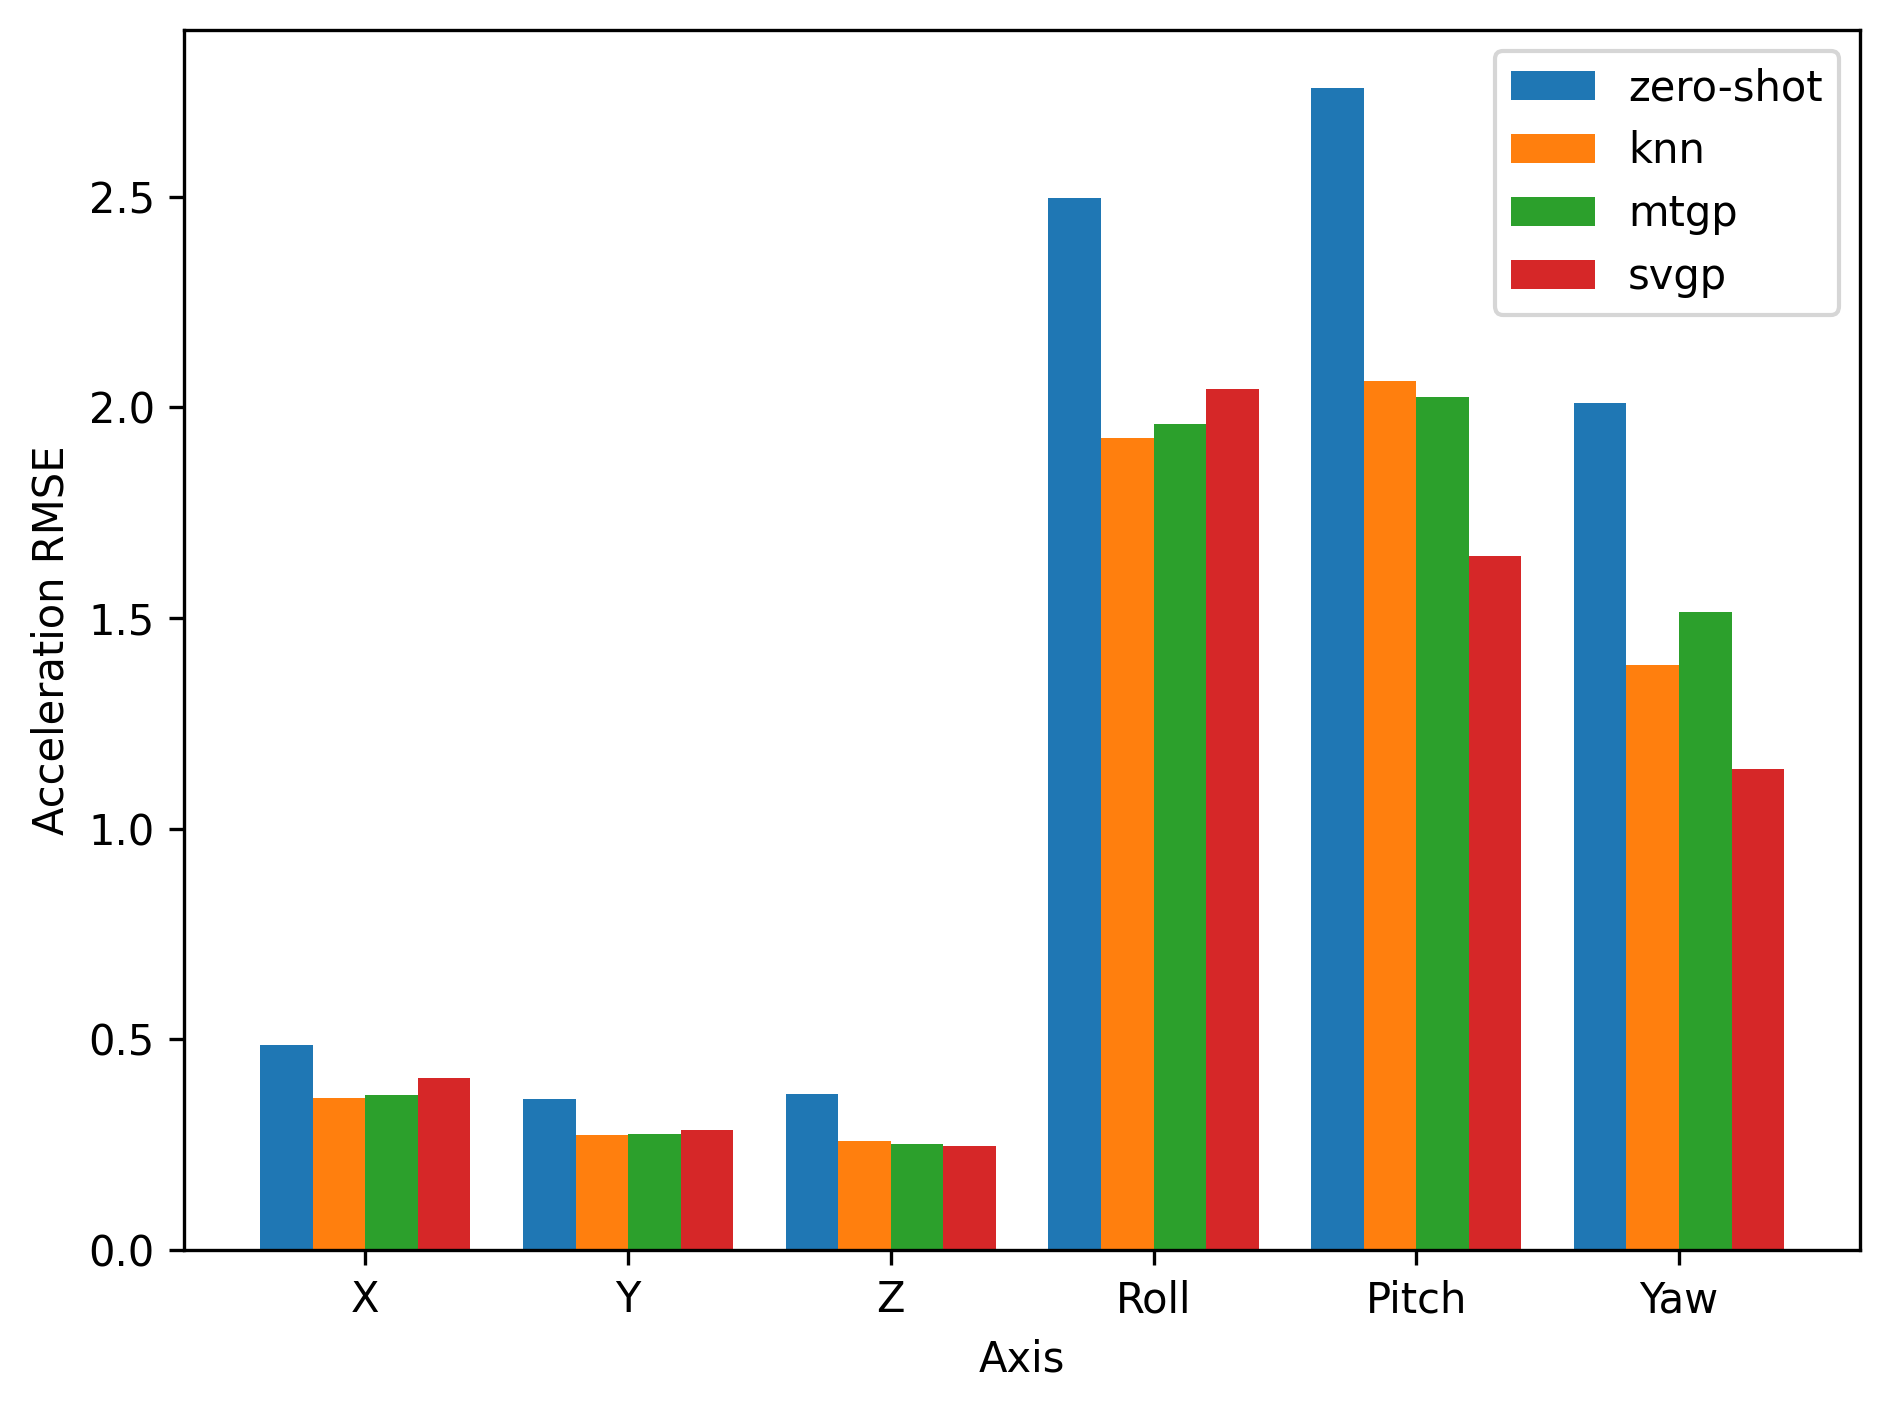 zero-shot
knn
mtgp
svgp
2.5
2.0
1.5
1.0
0.5
0.0
Acceleration RMSE
X Y Z Roll Pitch Yaw
Axis